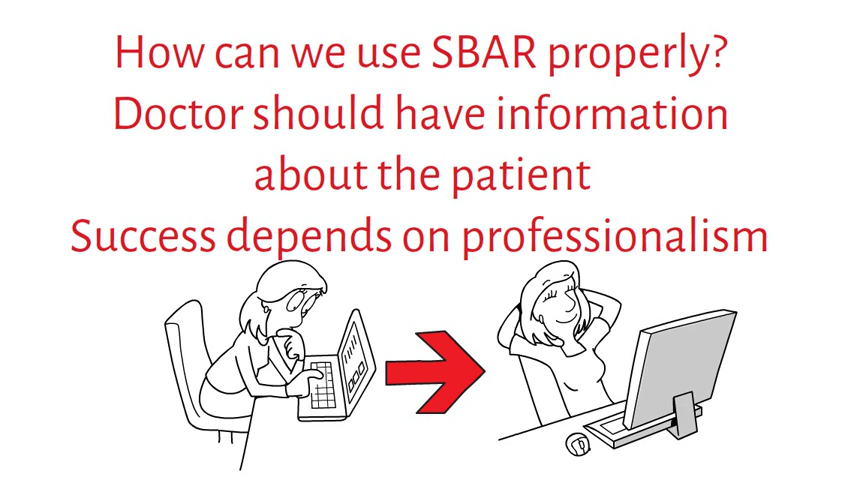 How can we use SBAR properly?
Doctor should have information
about the patient
Success depends on professionalism